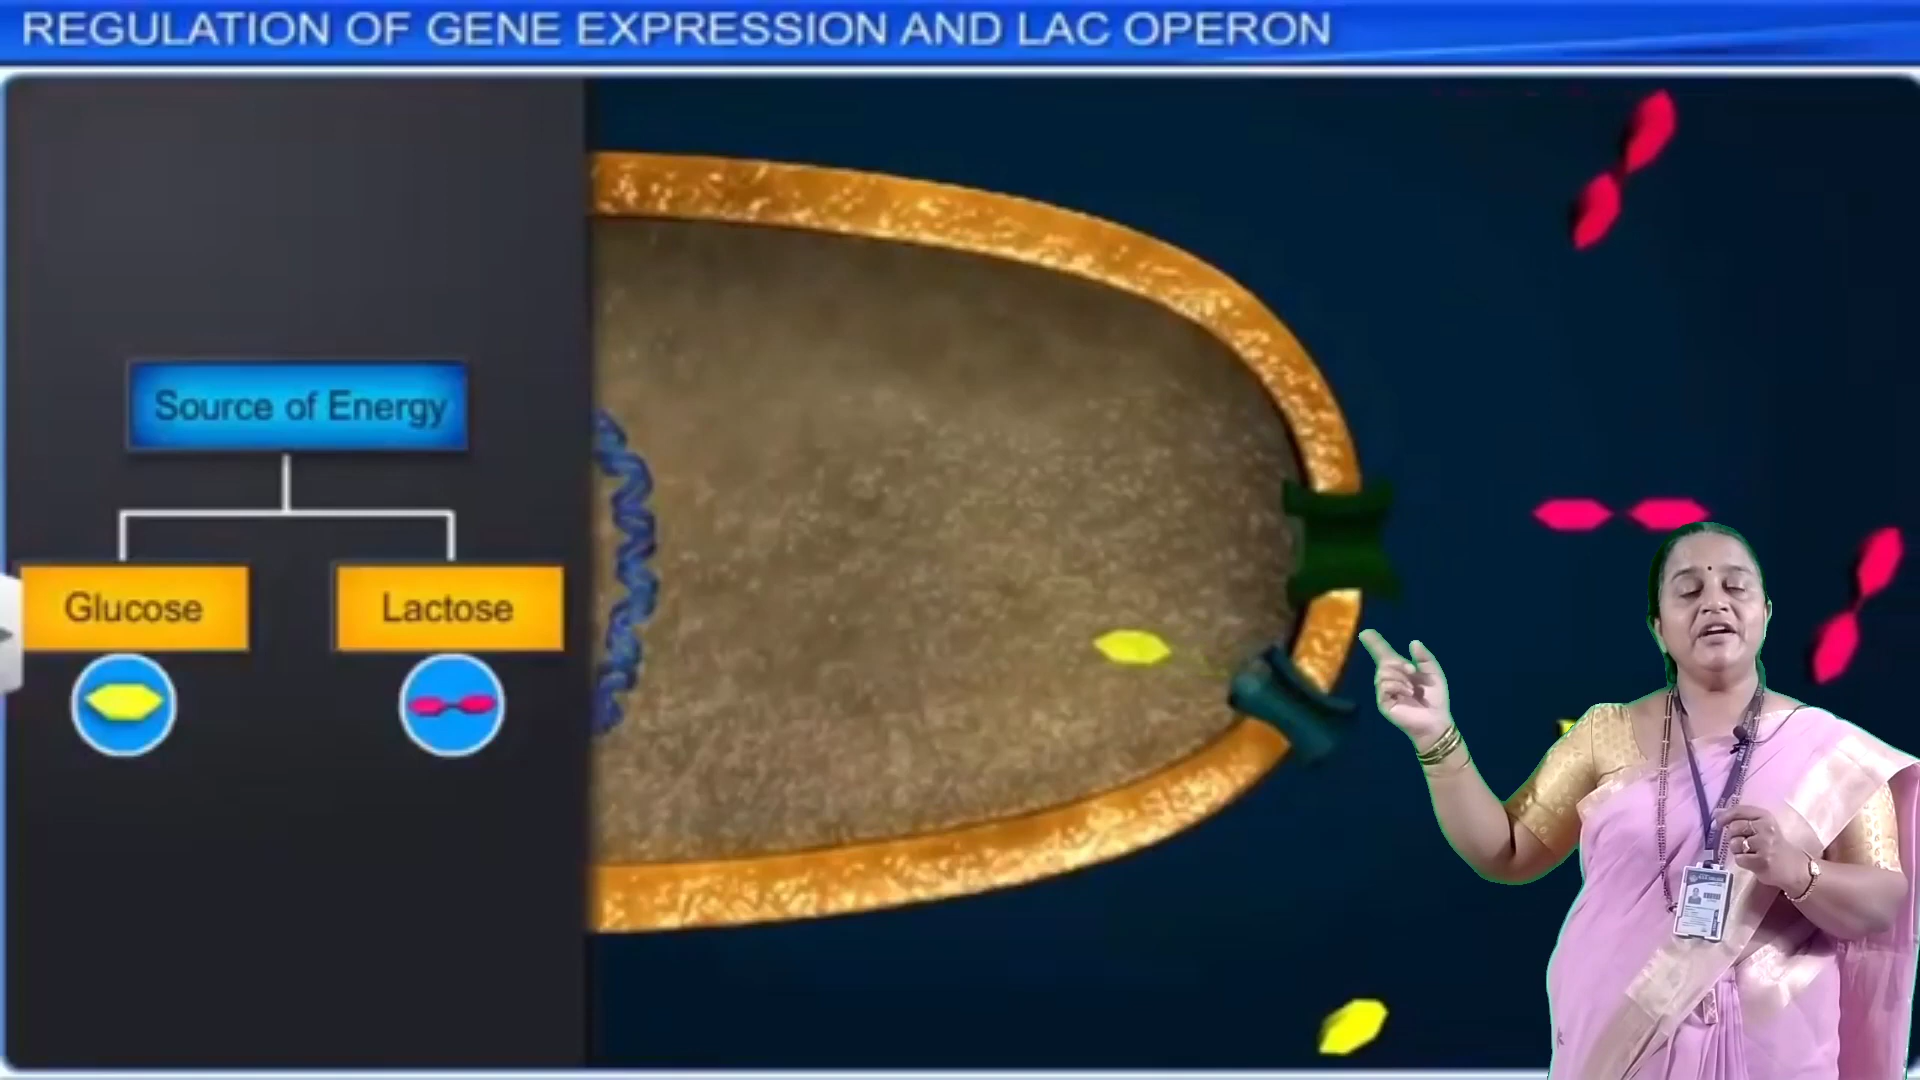 REGULATION OF GENE EXPRESSION AND LAC OPERON
Source of Energy
Glucose
Lactose